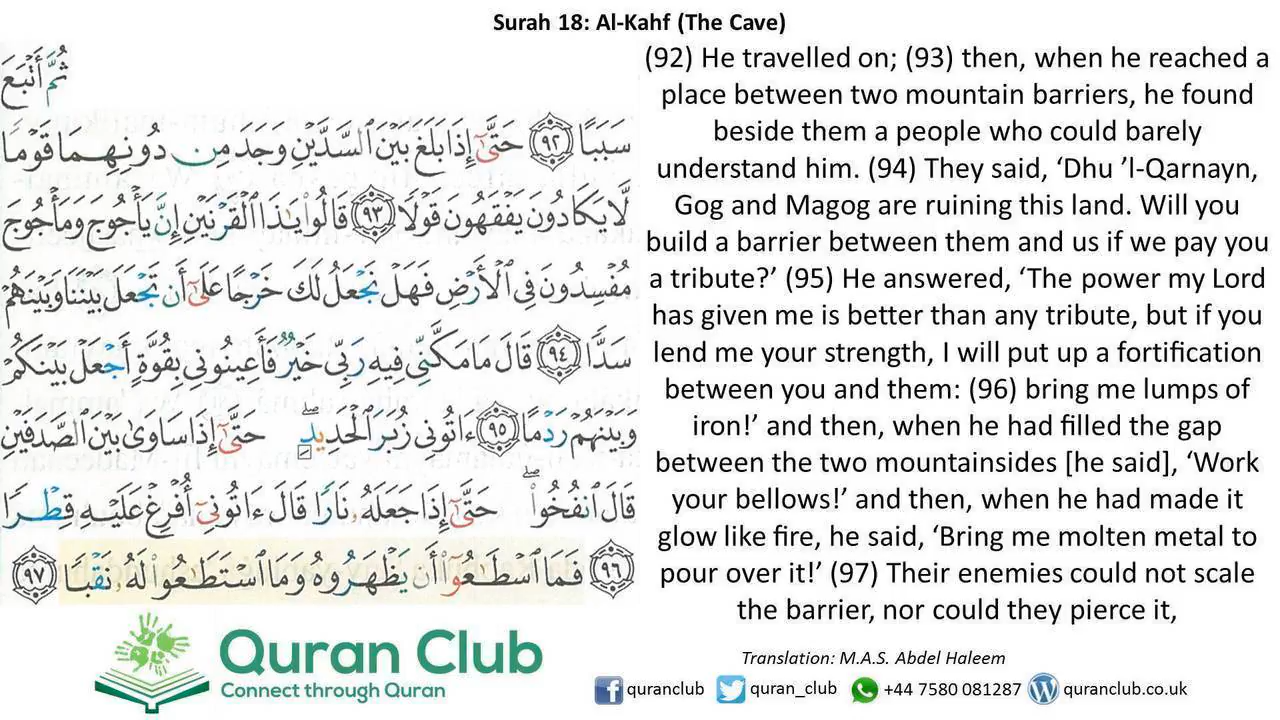 Surah 18: Al-Kahf (The Cave)
ثُمَّ أَتْبَعَ
سَبَبًا ﴿٩٢﴾ حَتَّىٰٓ إِذَا بَلَغَ بَيْنَ ٱلسَّدَّيْنِ وَجَدَ مِن دُونِهِمَا قَوْمًا
لَّا يَكَادُونَ يَفْقَهُونَ قَوْلًا ﴿٩٣﴾ قَالُوا۟ يَٰذَا ٱلْقَرْنَيْنِ إِنَّ يَأْجُوجَ وَمَأْجُوجَ
مُفْسِدُونَ فِى ٱلْأَرْضِ فَهَلْ نَجْعَلُ لَكَ خَرْجًا عَلَىٰٓ أَن تَجْعَلَ بَيْنَنَا وَبَيْنَهُمْ
سَدًّا ﴿٩٤﴾ قَالَ مَا مَكَّنِّى فِيهِ رَبِّى خَيْرٌ فَأَعِينُونِى بِقُوَّةٍ أَجْعَلْ بَيْنَكُمْ
وَبَيْنَهُمْ رَدْمًا ﴿٩٥﴾ ءَاتُونِى زُبَرَ ٱلْحَدِيدِ ۖ حَتَّىٰٓ إِذَا سَاوَىٰ بَيْنَ ٱلصَّدَفَيْنِ
قَالَ ٱنفُخُوا۟ ۖ حَتَّىٰٓ إِذَا جَعَلَهُۥ نَارًا قَالَ ءَاتُونِىٓ أُفْرِغْ عَلَيْهِ قِطْرًا
﴿٩٦﴾ فَمَا ٱسْطَٰعُوٓا۟ أَن يَظْهَرُوهُ وَمَا ٱسْتَطَٰعُوا۟ لَهُۥ نَقْبًا ﴿٩٧﴾
(92) He travelled on; (93) then, when he reached a
place between two mountain barriers, he found
beside them a people who could barely
understand him. (94) They said, ‘Dhu ’l-Qarnayn,
Gog and Magog are ruining this land. Will you
build a barrier between them and us if we pay you
a tribute?’ (95) He answered, ‘The power my Lord
has given me is better than any tribute, but if you
lend me your strength, I will put up a fortification
between you and them: (96) bring me lumps of
iron!’ and then, when he had filled the gap
between the two mountainsides [he said], ‘Work
your bellows!’ and then, when he had made it
glow like fire, he said, ‘Bring me molten metal to
pour over it!’ (97) Their enemies could not scale
the barrier, nor could they pierce it,
Quran Club
Connect through Quran
Translation: M.A.S. Abdel Haleem
quranclub quran_club +44 7580 081287 quranclub.co.uk